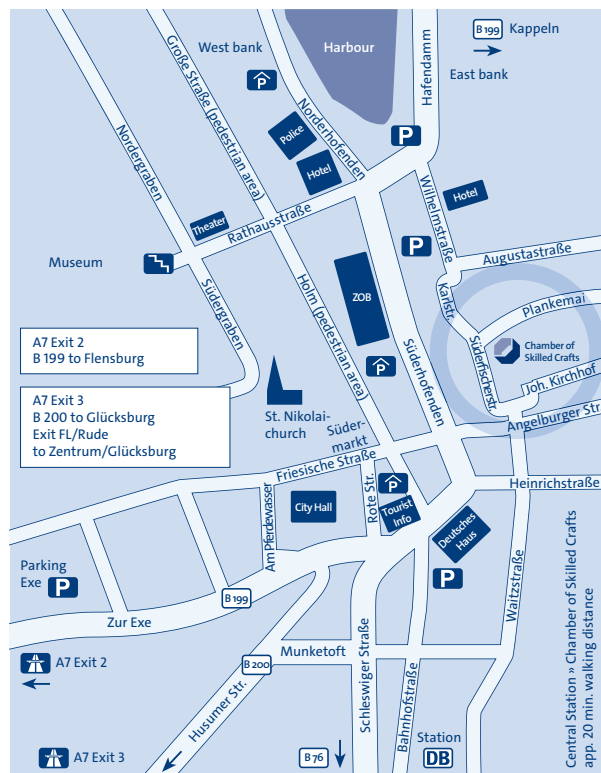 B 199 Kappeln
West bank
Harbour
East bank
Große Straße (pedestrian area)
Hafendamm
P
Norderhofenden
Police
P
Nordergraben
Hotel
Wilhelmstraße
Hotel
Theater
Rathausstraße
P
Augustastraße
Museum
ZOB
Holm (pedestrian area)
Karlstr.
Plankemai
Südergraben
A7 Exit 2
B 199 to Flensburg
Süderfischerstr.
Chamber of
Skilled Crafts
Süderhofenden
P
Joh. Kirchhof
A7 Exit 3
B 200 to Glücksburg
Exit FL/Rude
to Zentrum/Glücksburg
St. Nikolai-
church
Süder-
markt
Angelburger Str
Friesische Straße
Am Pferdewasser
City Hall
Rote Str.
P
Tourist
Info
Heinrichstraße
Deutsches
Haus
Parking
Exe P
P
B 199
Zur Exe
Waitzstraße
A7 Exit 2
B 200
Munketoft
Husumer Str.
Schleswiger Straße
Bahnhofstraße
Station
DB
A7 Exit 3
B 76
Central Station » Chamber of Skilled Crafts
app. 20 min. walking distance